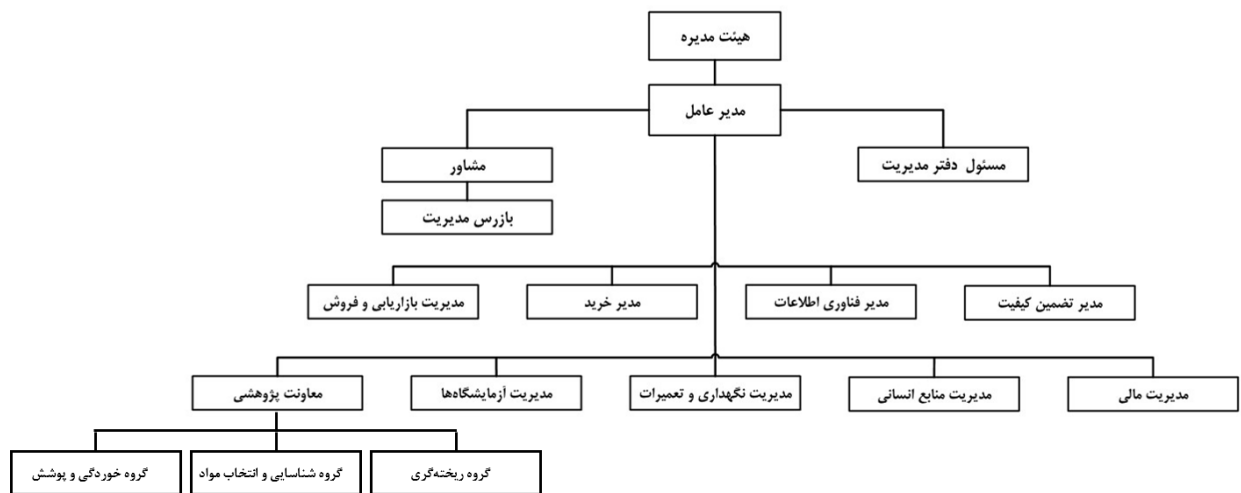 هیئت مدیره
مدیر عامل
مسئول دفتر مدیریت
مشاور
بازرس مدیریت
مدیر تضمین کیفیت
مدیر فناوری اطلاعات
مدیر خرید
مدیریت بازاریابی و فروش
مدیریت مالی
مدیریت منابع انسانی
مدیریت نگهداری و تعمیرات
مدیریت آزمایشگاه‌ها
معاونت پژوهشی
گروه ریخته‌گری
گروه شناسایی و انتخاب مواد
گروه خوردگی و پوشش